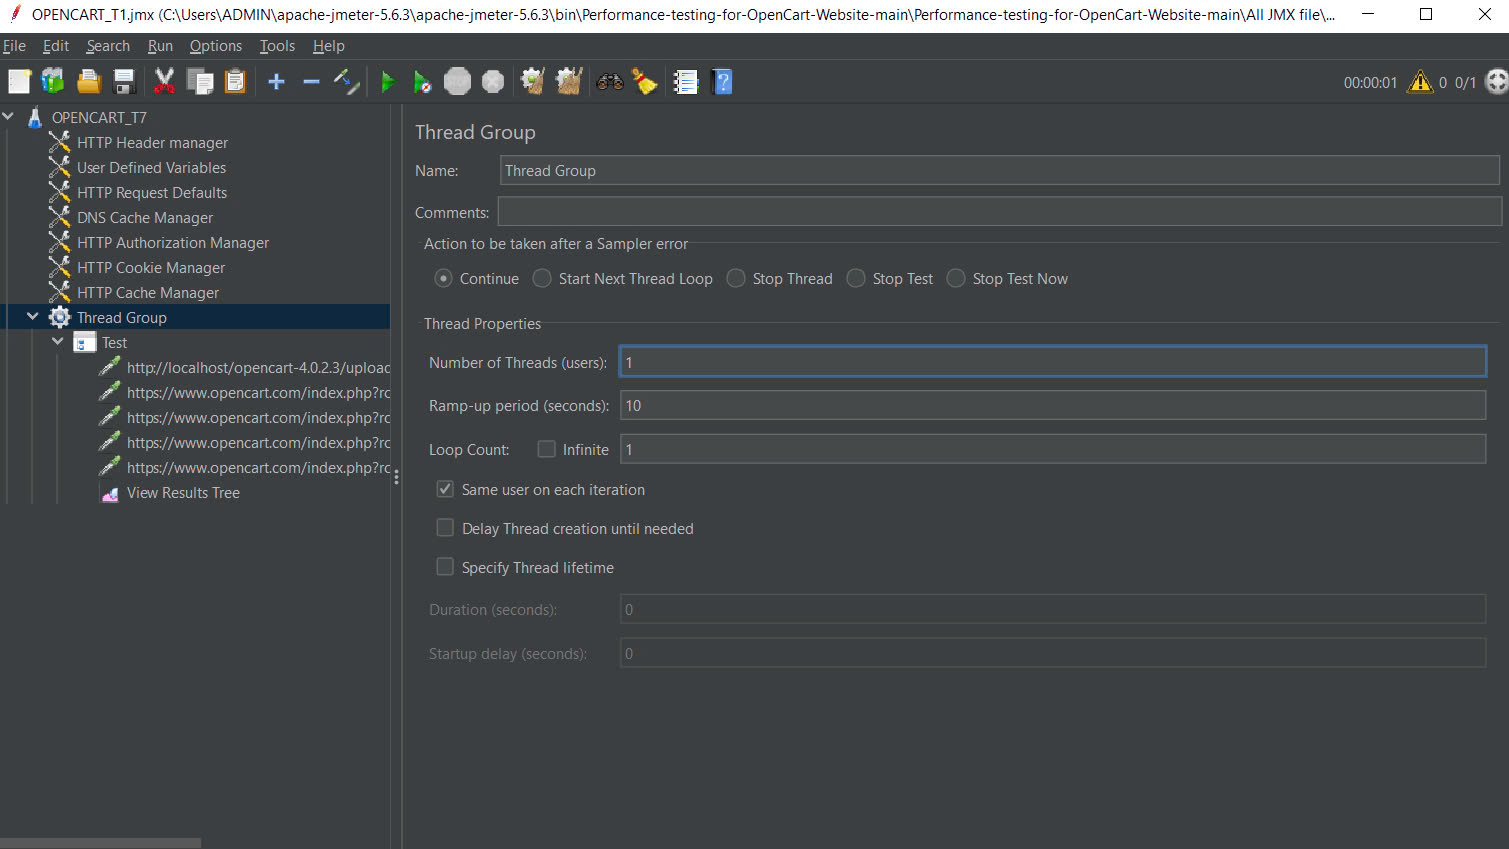 OPENCART_T1.jmx (C:\Users\ADMIN\apache-jmeter-5.6.3\apache-jmeter-5.6.3\bin\Performance-testing-for-OpenCart-Website-main\Performance-testing-for-OpenCart-Website-main\All JMX file\...
File Edit Search Run Options Tools Help
00:00:01 0 0/1
OPENCART_T7
HTTP Header manager
User Defined Variables
HTTP Request Defaults
DNS Cache Manager
HTTP Authorization Manager
HTTP Cookie Manager
HTTP Cache Manager
Thread Group
Test
http://localhost/opencart-4.0.2.3/upload
https://www.opencart.com/index.php?rc
https://www.opencart.com/index.php?rc
https://www.opencart.com/index.php?rc
https://www.opencart.com/index.php?rc
View Results Tree
Thread Group
Name: Thread Group
Comments:
Action to be taken after a Sampler error
Continue Start Next Thread Loop Stop Thread Stop Test Stop Test Now
Thread Properties
Number of Threads (users): 1
Ramp-up period (seconds): 10
Loop Count: Infinite 1
Same user on each iteration
Delay Thread creation until needed
Specify Thread lifetime
Duration (seconds): 0
Startup delay (seconds): 0